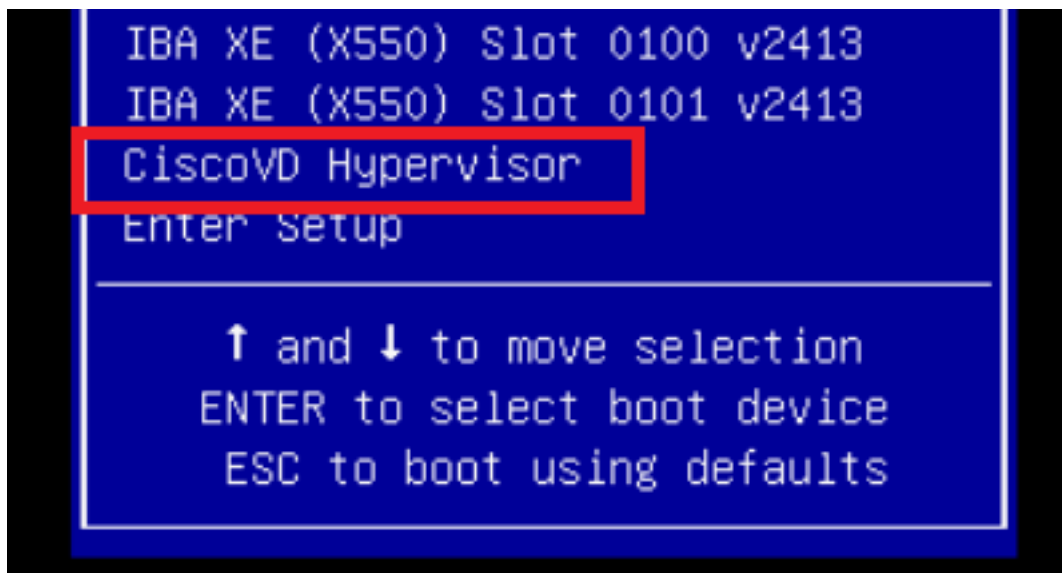 IBA XE (X550) Slot 0100 v2413
IBA XE (X550) Slot 0101 v2413
CiscoVD Hypervisor
Enter Setup
↑ and ↓ to move selection
ENTER to select boot device
ESC to boot using defaults